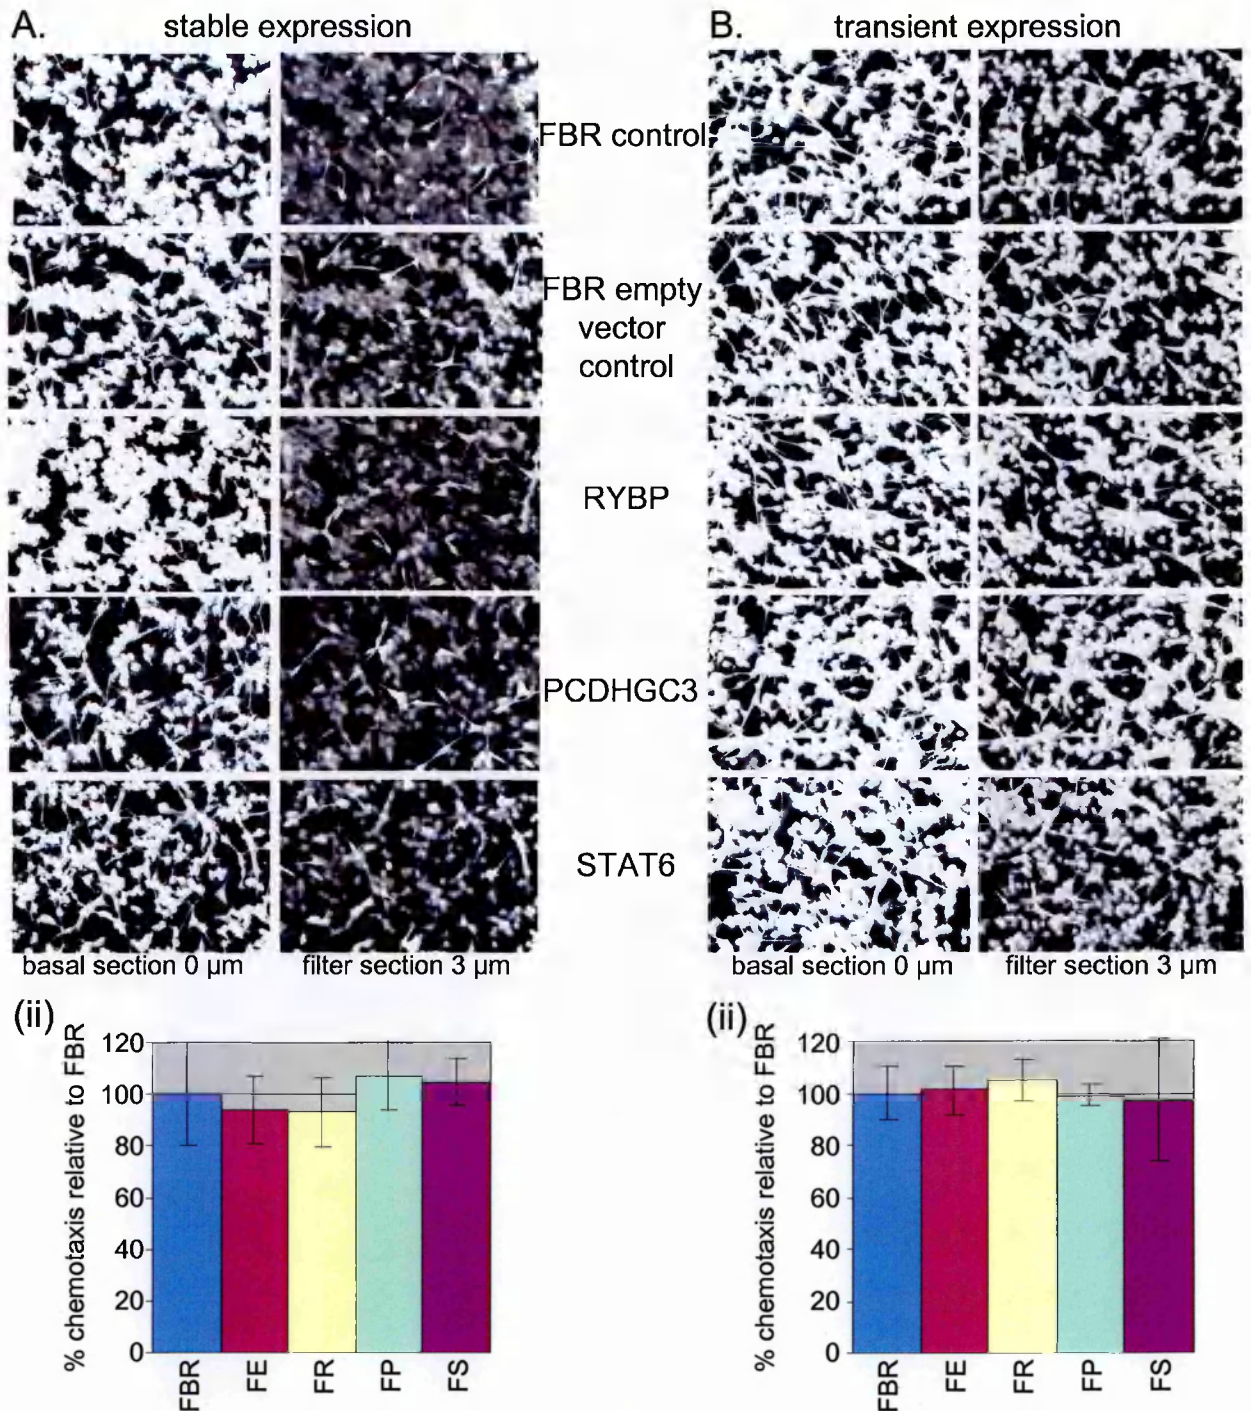 A.
stable expression
B.
transient expression
FBR control
FBR empty
vector
control
RYBP
PCDHGC3
STAT6
basal section 0 µm
filter section 3 µm
basal section 0 µm
filter section 3 µm
(ii)
% chemotaxis relative to FBR
120
100
80
60
40
20
0
FBR
FE
FR
FP
FS
(ii)
% chemotaxis relative to FBR
120
100
80
60
40
20
0
FBR
FE
FR
FP
FS